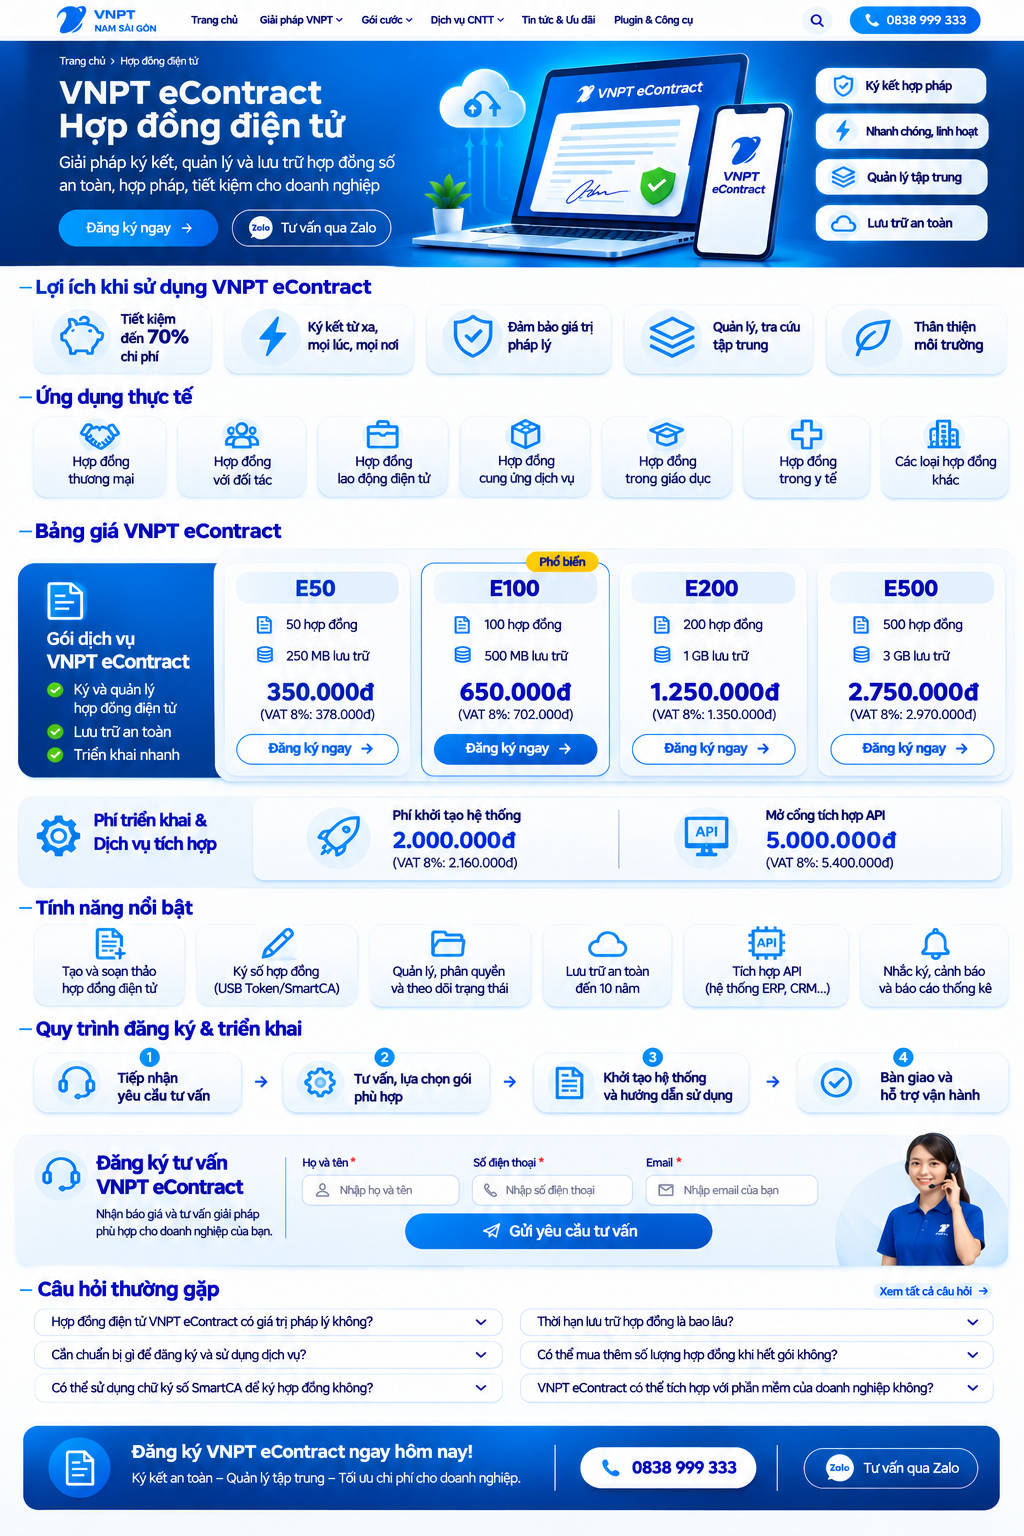 VNPT
NAM SÀI GÒN
Trang chủ
Giải pháp VNPT
Gói cước
Dịch vụ CNTT
Tin tức & Ưu đãi
Plugin & Công cụ
0838 999 333
Trang chủ > Hợp đồng điện tử
VNPT eContract
Hợp đồng điện tử
Giải pháp ký kết, quản lý và lưu trữ hợp đồng số
an toàn, hợp pháp, tiết kiệm cho doanh nghiệp
Đăng ký ngay →
Zalo Tư vấn qua Zalo
VNPT eContract
VNPT
eContract
Ký kết hợp pháp
Nhanh chóng, linh hoạt
Quản lý tập trung
Lưu trữ an toàn
Lợi ích khi sử dụng VNPT eContract
Tiết kiệm
đến 70%
chi phí
Ký kết từ xa,
mọi lúc, mọi nơi
Đảm bảo giá trị
pháp lý
Quản lý, tra cứu
tập trung
Thân thiện
môi trường
Ứng dụng thực tế
Hợp đồng
thương mại
Hợp đồng
với đối tác
Hợp đồng
lao động điện tử
Hợp đồng
cung ứng dịch vụ
Hợp đồng
trong giáo dục
Hợp đồng
trong y tế
Các loại hợp đồng
khác
Bảng giá VNPT eContract
Gói dịch vụ
VNPT eContract
Ký và quản lý
hợp đồng điện tử
Lưu trữ an toàn
Triển khai nhanh
E50
50 hợp đồng
250 MB lưu trữ
350.000đ
(VAT 8%: 378.000đ)
Đăng ký ngay →
Phổ biến
E100
100 hợp đồng
500 MB lưu trữ
650.000đ
(VAT 8%: 702.000đ)
Đăng ký ngay →
E200
200 hợp đồng
1 GB lưu trữ
1.250.000đ
(VAT 8%: 1.350.000đ)
Đăng ký ngay →
E500
500 hợp đồng
3 GB lưu trữ
2.750.000đ
(VAT 8%: 2.970.000đ)
Đăng ký ngay →
Phí triển khai &
Dịch vụ tích hợp
Phí khởi tạo hệ thống
2.000.000đ
(VAT 8%: 2.160.000đ)
API
Mở cổng tích hợp API
5.000.000đ
(VAT 8%: 5.400.000đ)
Tính năng nổi bật
Tạo và soạn thảo
hợp đồng điện tử
Ký số hợp đồng
(USB Token/SmartCA)
Quản lý, phân quyền
và theo dõi trạng thái
Lưu trữ an toàn
đến 10 năm
API
Tích hợp API
(hệ thống ERP, CRM...)
Nhắc ký, cảnh báo
và báo cáo thống kê
Quy trình đăng ký & triển khai
1
Tiếp nhận
yêu cầu tư vấn
2
Tư vấn, lựa chọn gói
phù hợp
3
Khởi tạo hệ thống
và hướng dẫn sử dụng
4
Bàn giao và
hỗ trợ vận hành
Đăng ký tư vấn
VNPT eContract
Nhận báo giá và tư vấn giải pháp
phù hợp cho doanh nghiệp của bạn.
Họ và tên *
Nhập họ và tên
Số điện thoại *
Nhập số điện thoại
Email *
Nhập email của bạn
Gửi yêu cầu tư vấn
Câu hỏi thường gặp
Xem tất cả câu hỏi →
Hợp đồng điện tử VNPT eContract có giá trị pháp lý không?
Thời hạn lưu trữ hợp đồng là bao lâu?
Cần chuẩn bị gì để đăng ký và sử dụng dịch vụ?
Có thể mua thêm số lượng hợp đồng khi hết gói không?
Có thể sử dụng chữ ký số SmartCA để ký hợp đồng không?
VNPT eContract có thể tích hợp với phần mềm của doanh nghiệp không?
Đăng ký VNPT eContract ngay hôm nay!
Ký kết an toàn – Quản lý tập trung – Tối ưu chi phí cho doanh nghiệp.
0838 999 333
Zalo Tư vấn qua Zalo